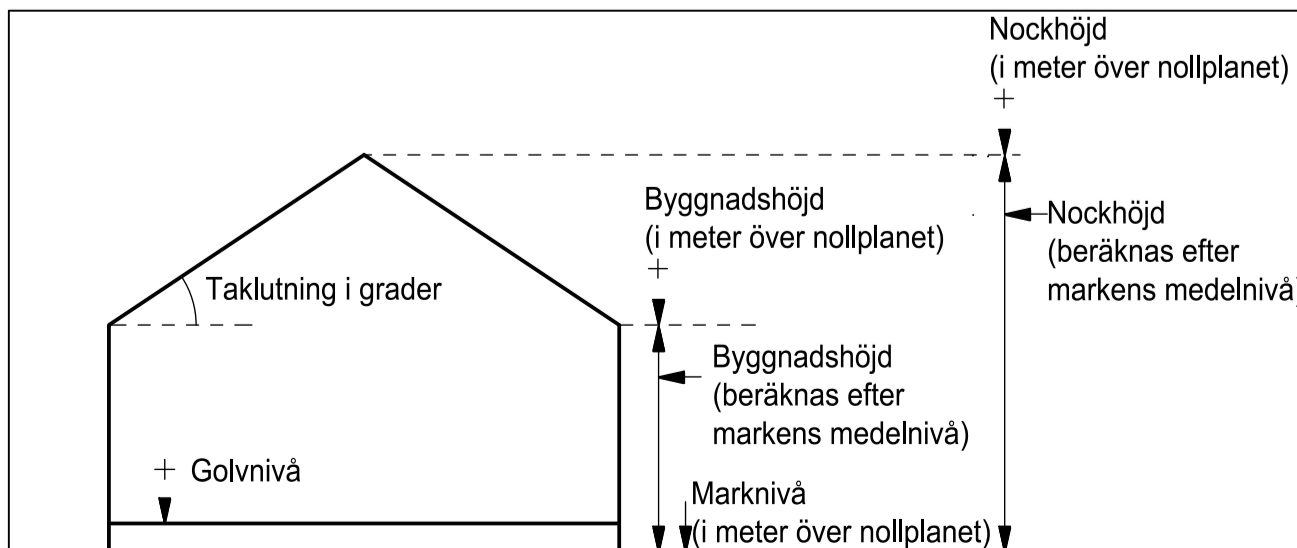 Nockhöjd
(i meter över nollplanet)
+
Byggnadshöjd
(i meter över nollplanet)
+
Nockhöjd
(beräknas efter
markens medelnivå)
Taklutning i grader
Byggnadshöjd
(beräknas efter
markens medelnivå)
+ Golvnivå
Marknivå
(i meter över nollplanet)